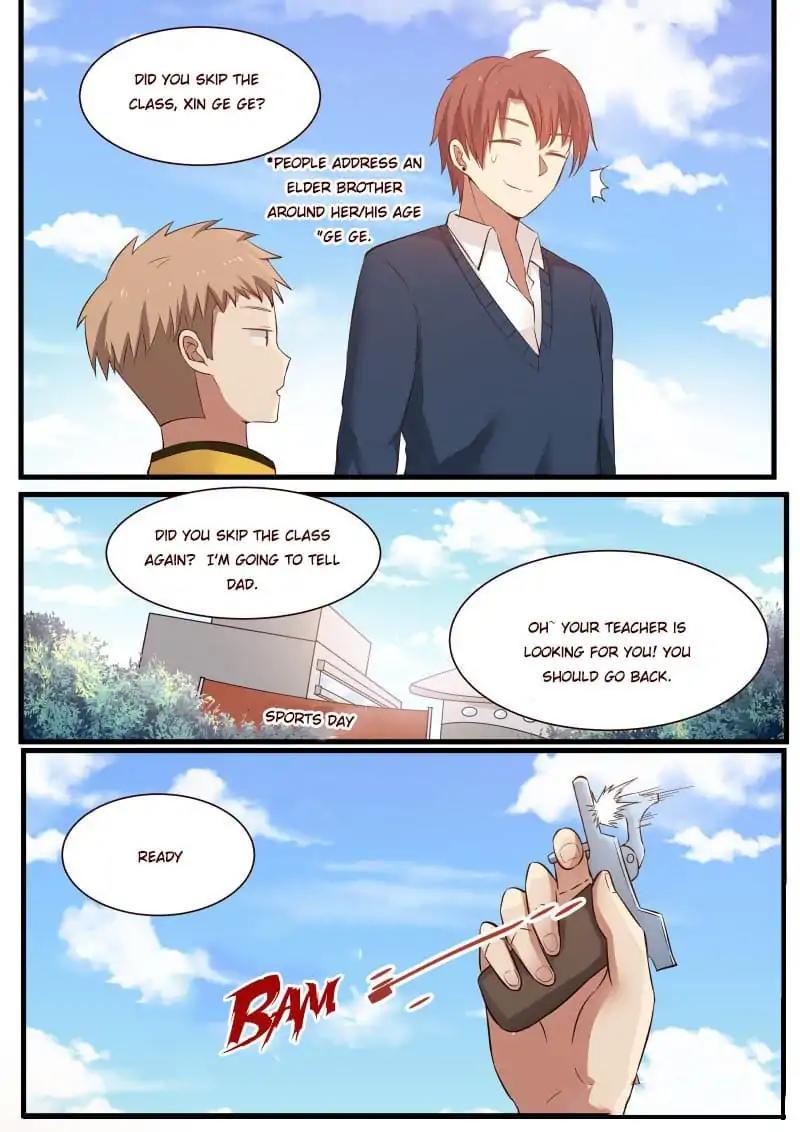 DID YOU SKIP THE
CLASS, XIN GE GE?
*PEOPLE ADDRESS AN
ELDER BROTHER
AROUND HER/HIS AGE
"GE GE.
DID YOU SKIP THE CLASS
AGAIN? I'M GOING TO TELL
DAD.
OH~ YOUR TEACHER IS
LOOKING FOR YOU! YOU
SHOULD GO BACK.
SPORTS DAY
READY
BAM